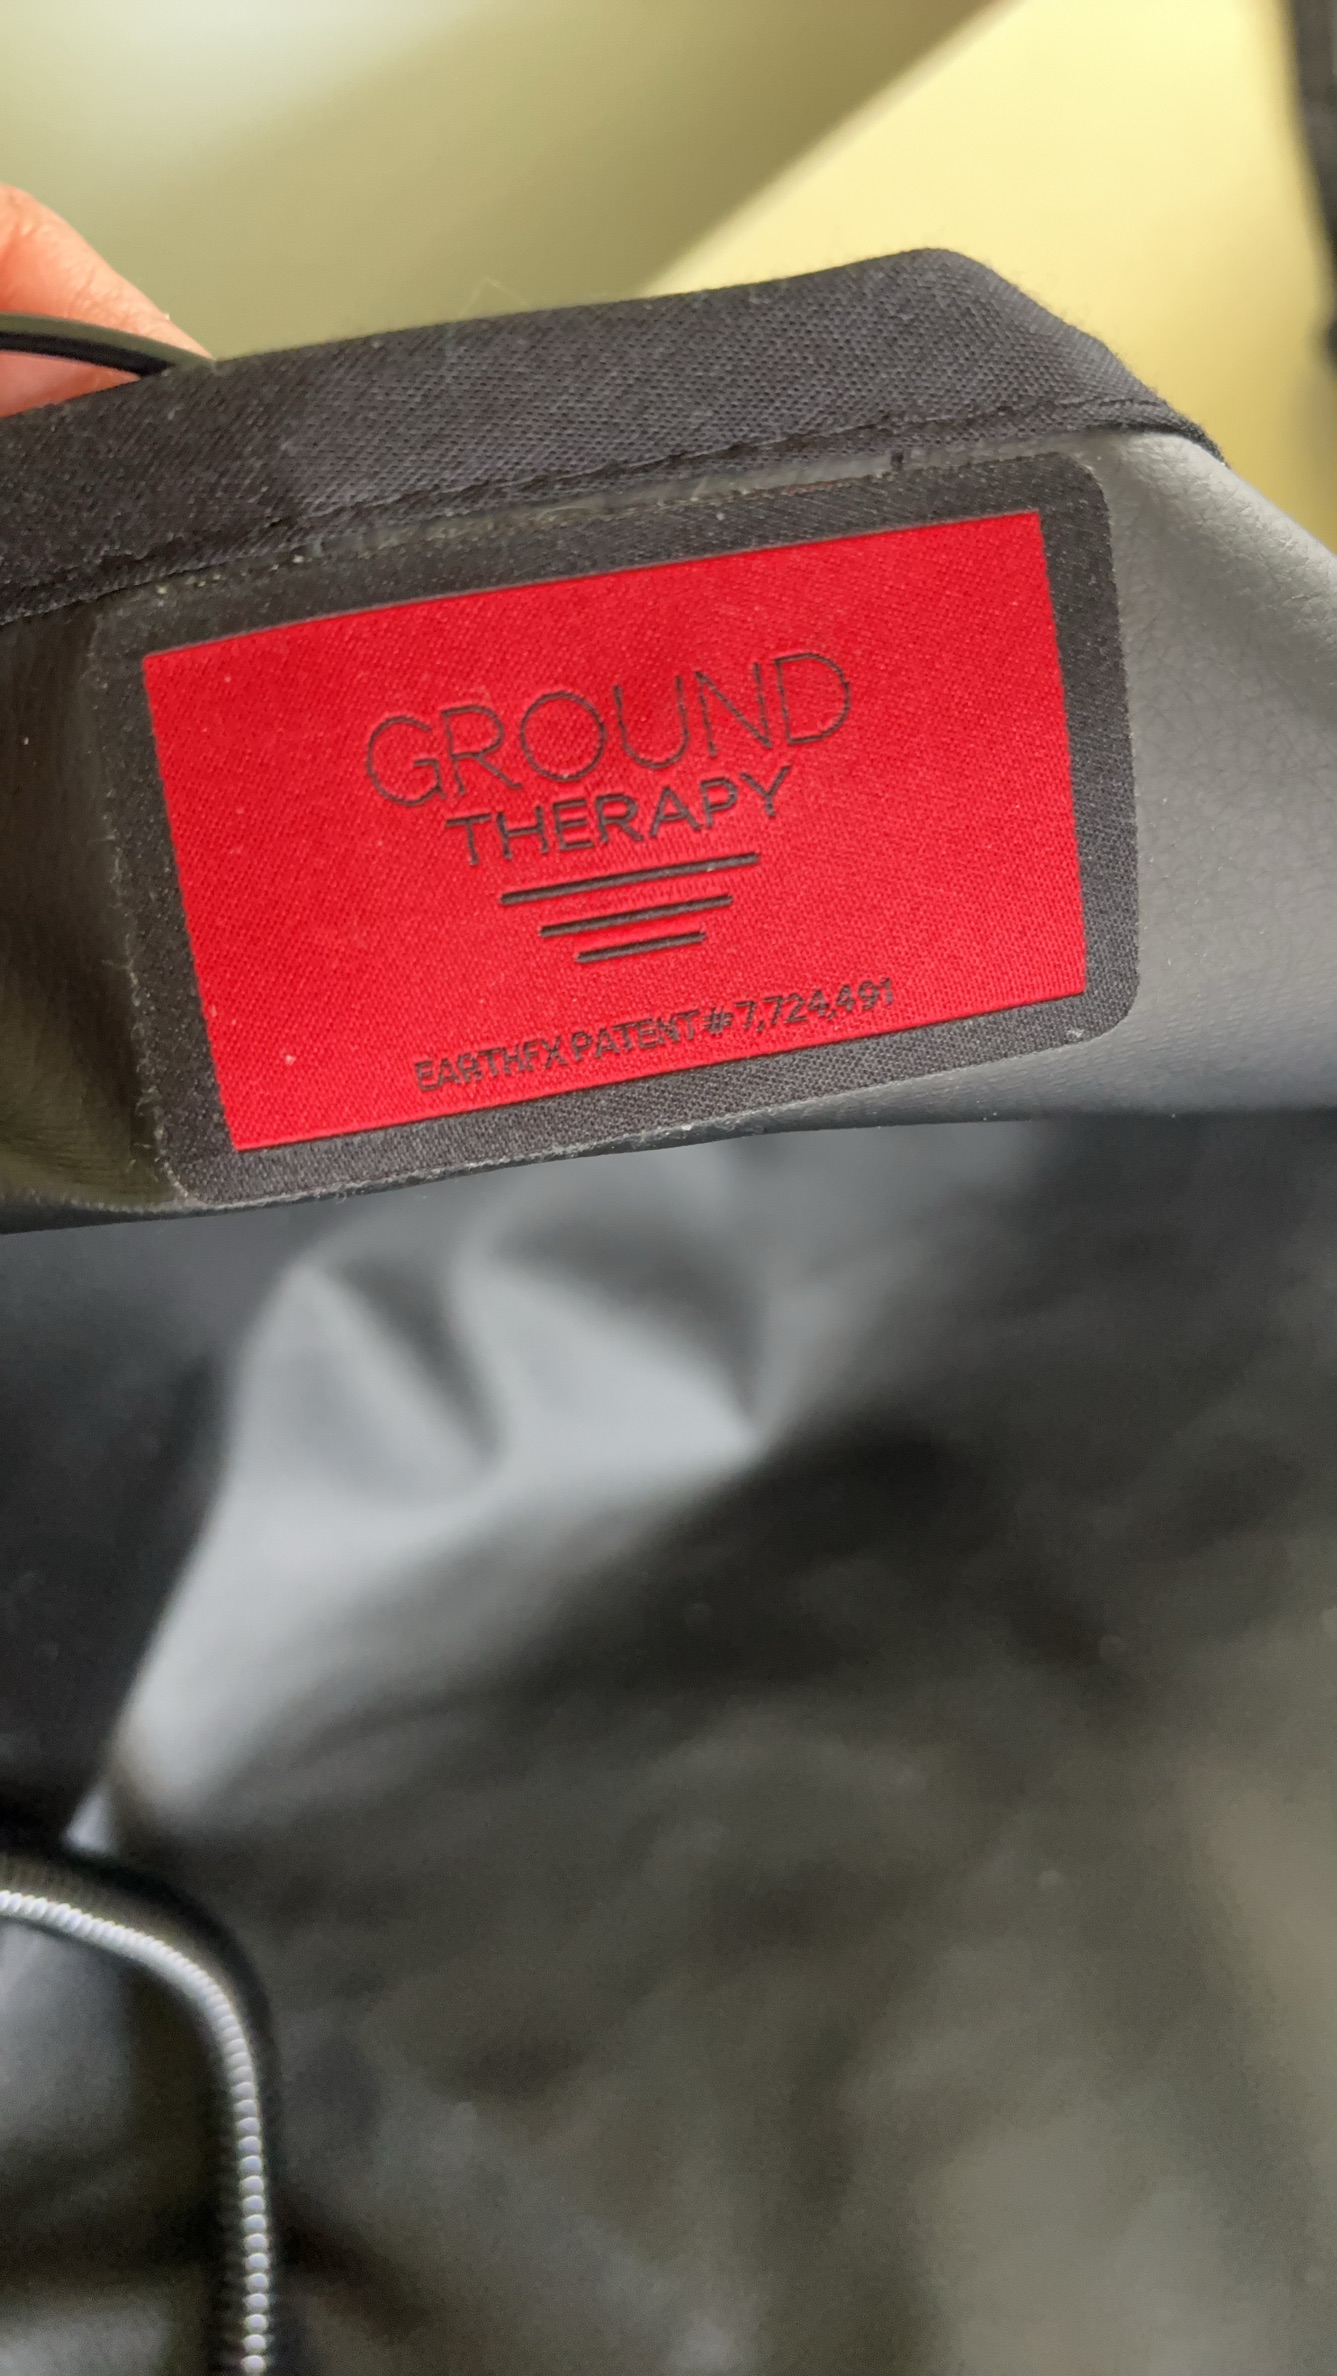 GROUND
THERAPY
EARTHFX PATENT # 7,724,491